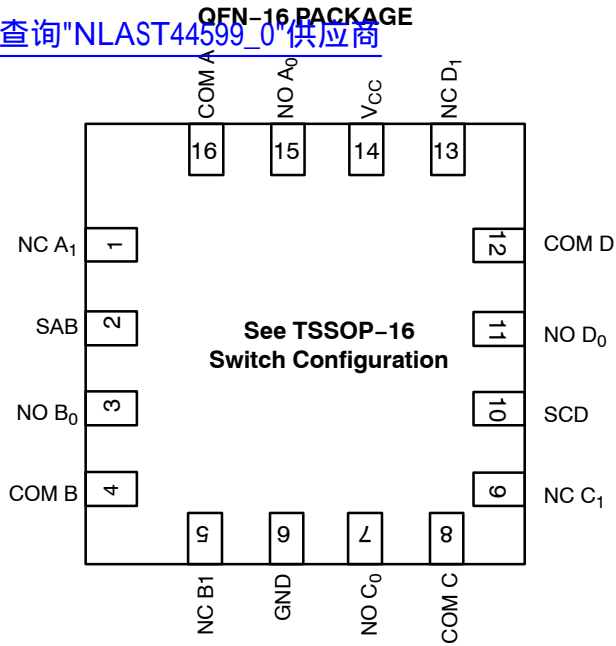 QFN–16 PACKAGE
查询"NLAST44599_0"供应商
COM A
NO A0
VCC
NC D1
16
15
14
13
NC A1
1
12
COM D
SAB
2
See TSSOP–16
Switch Configuration
11
NO D0
NO B0
3
10
SCD
COM B
4
9
NC C1
5
6
7
8
NC B1
GND
NO C0
COM C